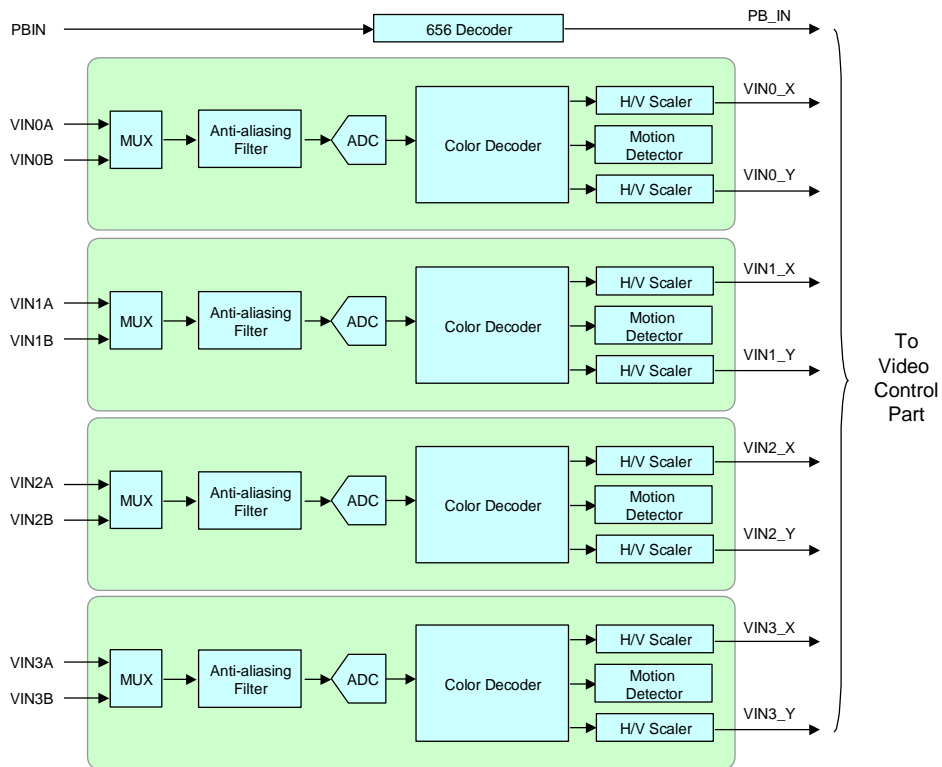 PBIN
656 Decoder
PB_IN
VIN0A
VIN0B
MUX
Anti-aliasing
Filter
ADC
Color Decoder
H/V Scaler
Motion
Detector
H/V Scaler
VIN0_X
VIN0_Y
VIN1A
VIN1B
MUX
Anti-aliasing
Filter
ADC
Color Decoder
H/V Scaler
Motion
Detector
H/V Scaler
VIN1_X
VIN1_Y
VIN2A
VIN2B
MUX
Anti-aliasing
Filter
ADC
Color Decoder
H/V Scaler
Motion
Detector
H/V Scaler
VIN2_X
VIN2_Y
VIN3A
VIN3B
MUX
Anti-aliasing
Filter
ADC
Color Decoder
H/V Scaler
Motion
Detector
H/V Scaler
VIN3_X
VIN3_Y
To
Video
Control
Part